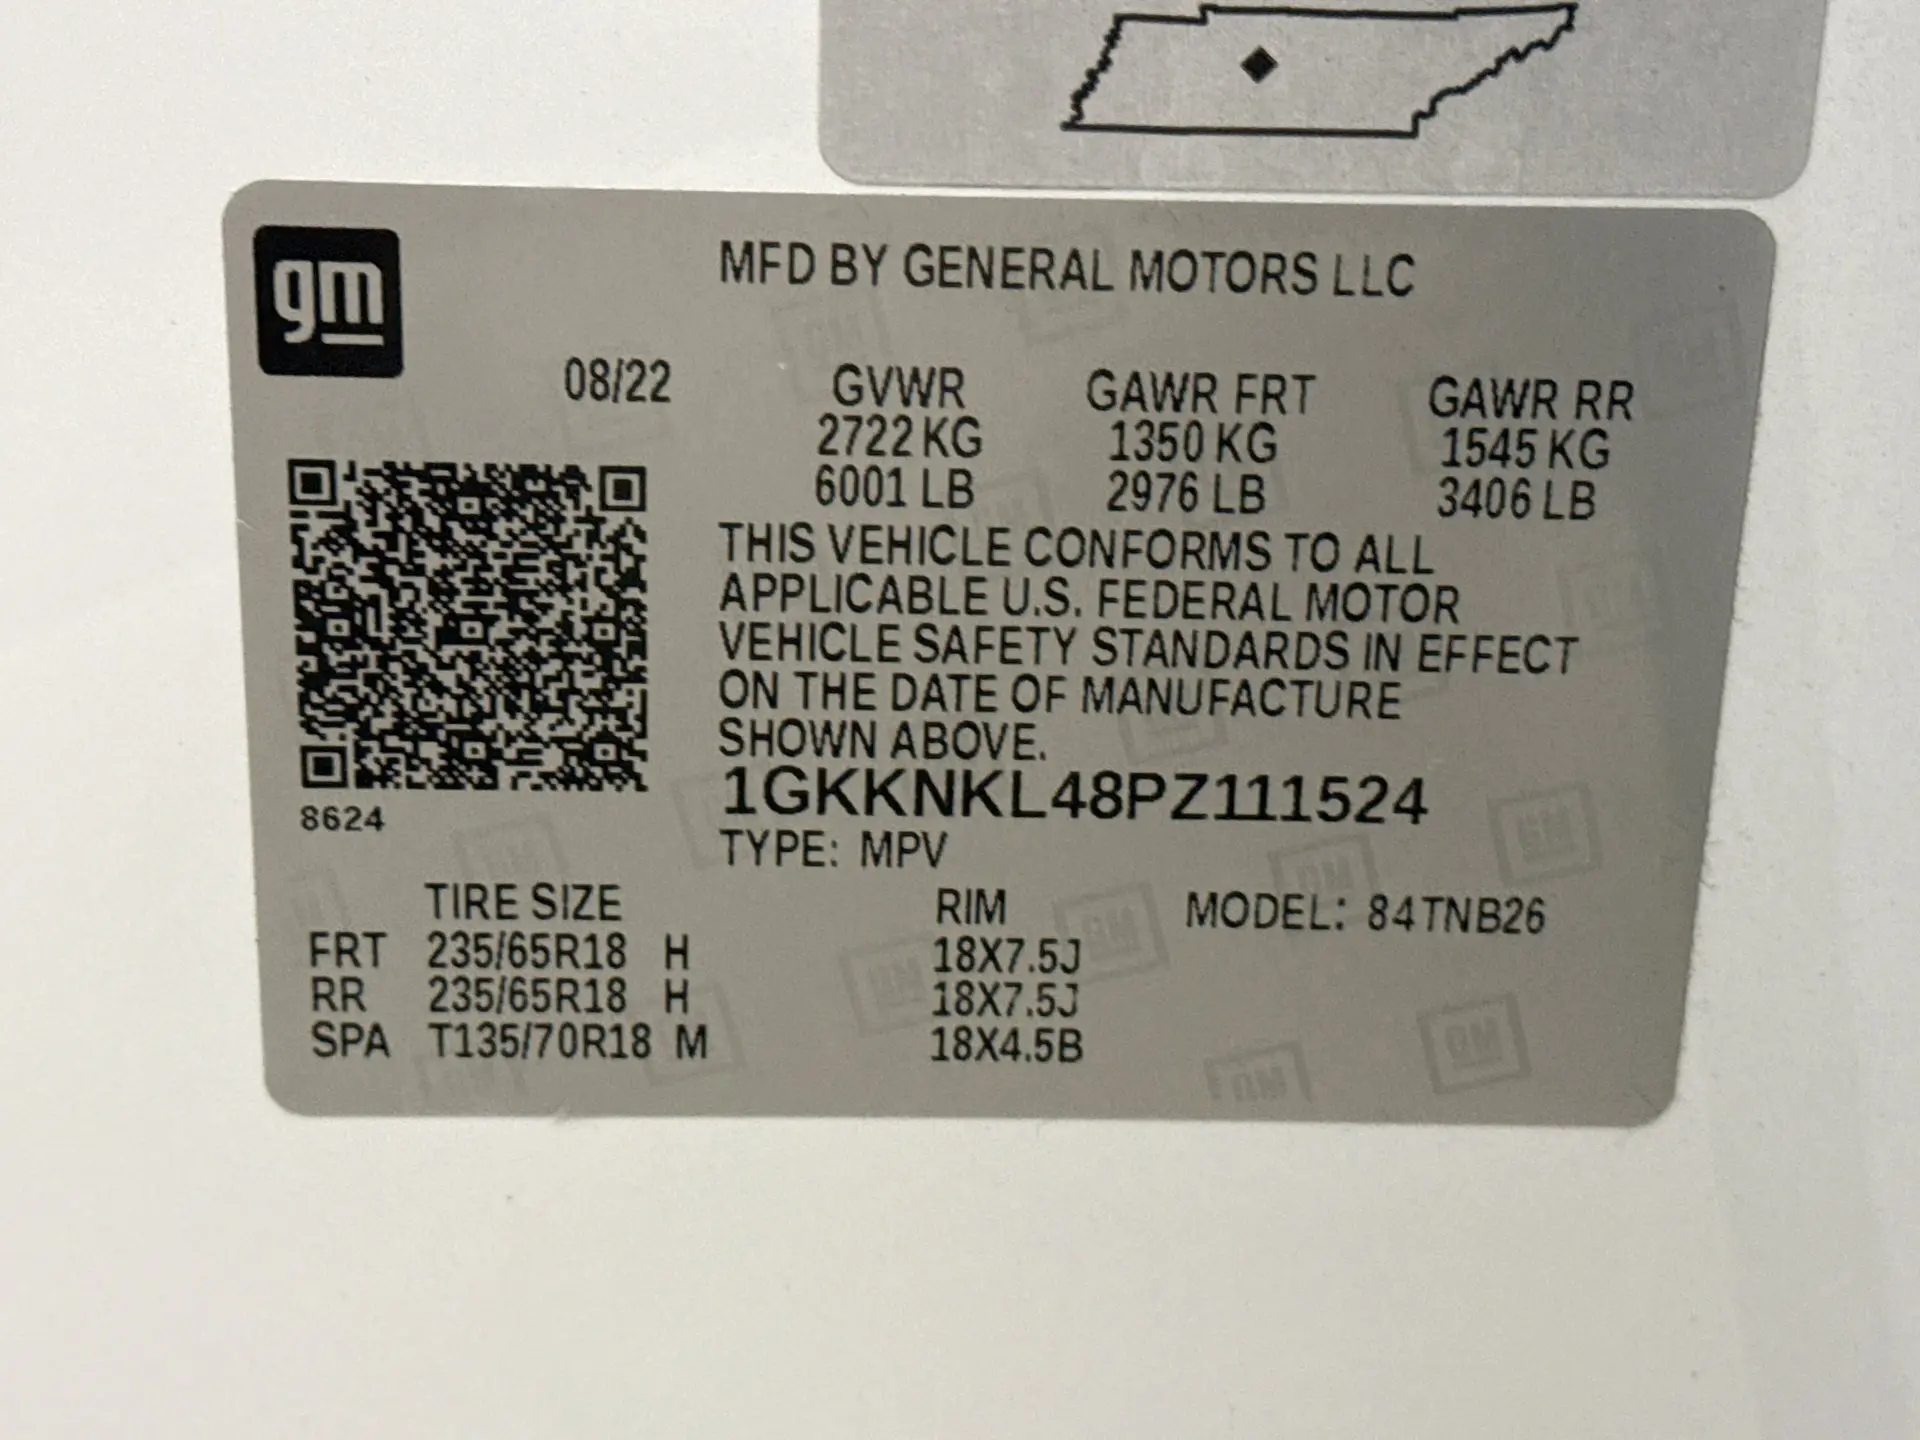 gm
MFD BY GENERAL MOTORS LLC
08/22 GVWR GAWR FRT GAWR RR
2722 KG 1350 KG 1545 KG
6001 LB 2976 LB 3406 LB
THIS VEHICLE CONFORMS TO ALL
APPLICABLE U.S. FEDERAL MOTOR
VEHICLE SAFETY STANDARDS IN EFFECT
ON THE DATE OF MANUFACTURE
SHOWN ABOVE.
1GKKNKL48PZ111524
8624
TYPE: MPV
TIRE SIZE RIM MODEL: 84TNB26
FRT 235/65R18 H 18X7.5J
RR 235/65R18 H 18X7.5J
SPA T135/70R18 M 18X4.5B